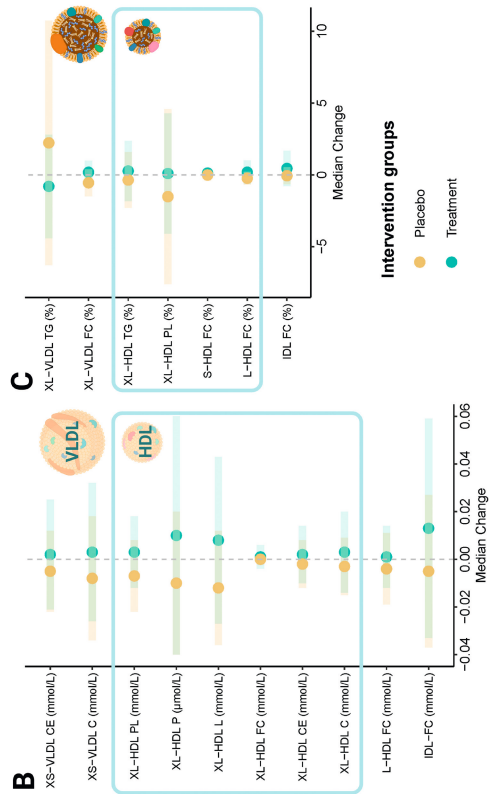 B
VLDL
HDL
XS−VLDL CE (mmol/L)
XS−VLDL C (mmol/L)
XL−HDL PL (mmol/L)
XL−HDL P (μmol/L)
XL−HDL L (mmol/L)
XL−HDL FC (mmol/L)
XL−HDL CE (mmol/L)
XL−HDL C (mmol/L)
L−HDL FC (mmol/L)
IDL−FC (mmol/L)
−0.04
−0.02
0.00
0.02
0.04
0.06
Median Change
C
XL−VLDL TG (%)
XL−VLDL FC (%)
XL−HDL TG (%)
XL−HDL PL (%)
S−HDL FC (%)
L−HDL FC (%)
IDL FC (%)
−5
0
5
10
Median Change
Intervention groups
Placebo
Treatment